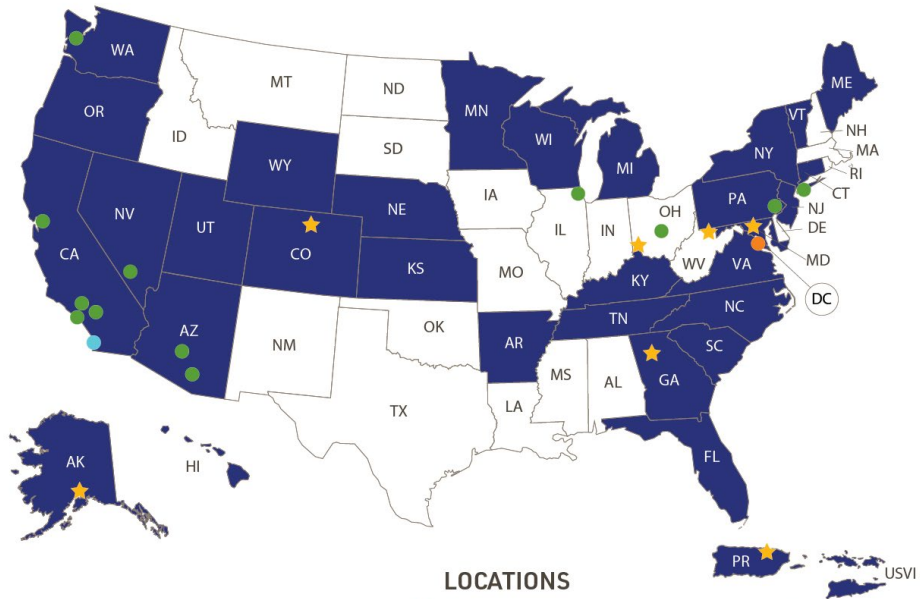 WA
OR
ID
MT
ND
SD
MN
WI
MI
NY
VT
ME
NH
MA
RI
CT
NJ
DE
MD
DC
PA
WY
NV
UT
CO
NE
KS
IA
IL
IN
OH
WV
VA
KY
MO
CA
AZ
NM
OK
AR
TN
NC
SC
MS
AL
GA
TX
LA
FL
AK
HI
PR
USVI
LOCATIONS